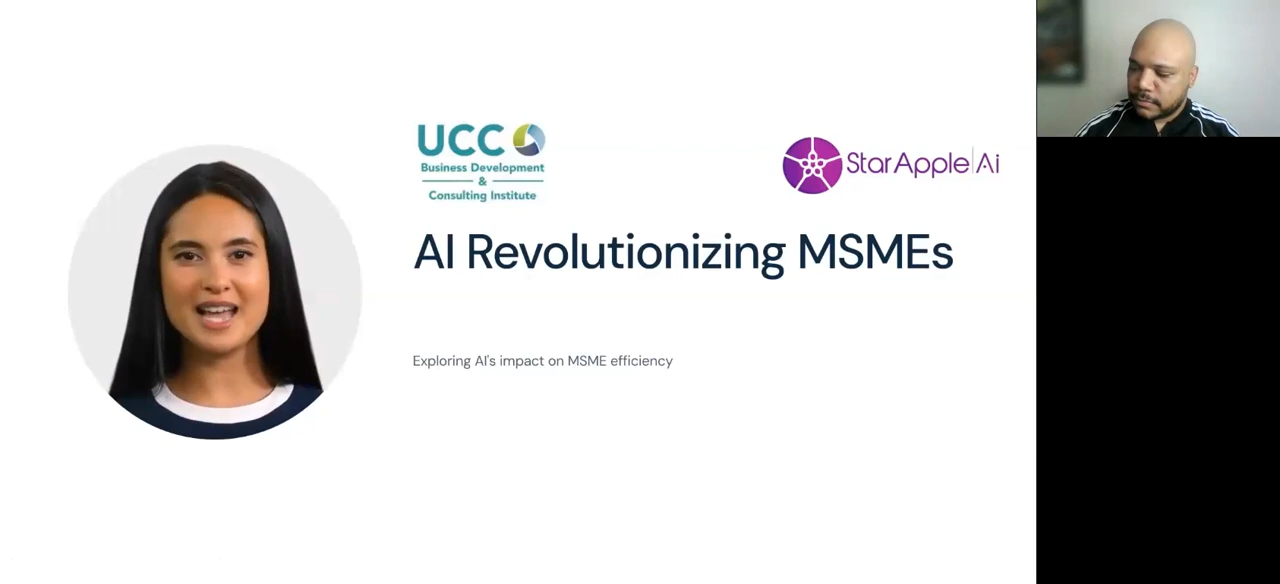 UCC
Business Development
&
Consulting Institute
StarApple|Ai
AI Revolutionizing MSMEs
Exploring AI's impact on MSME efficiency